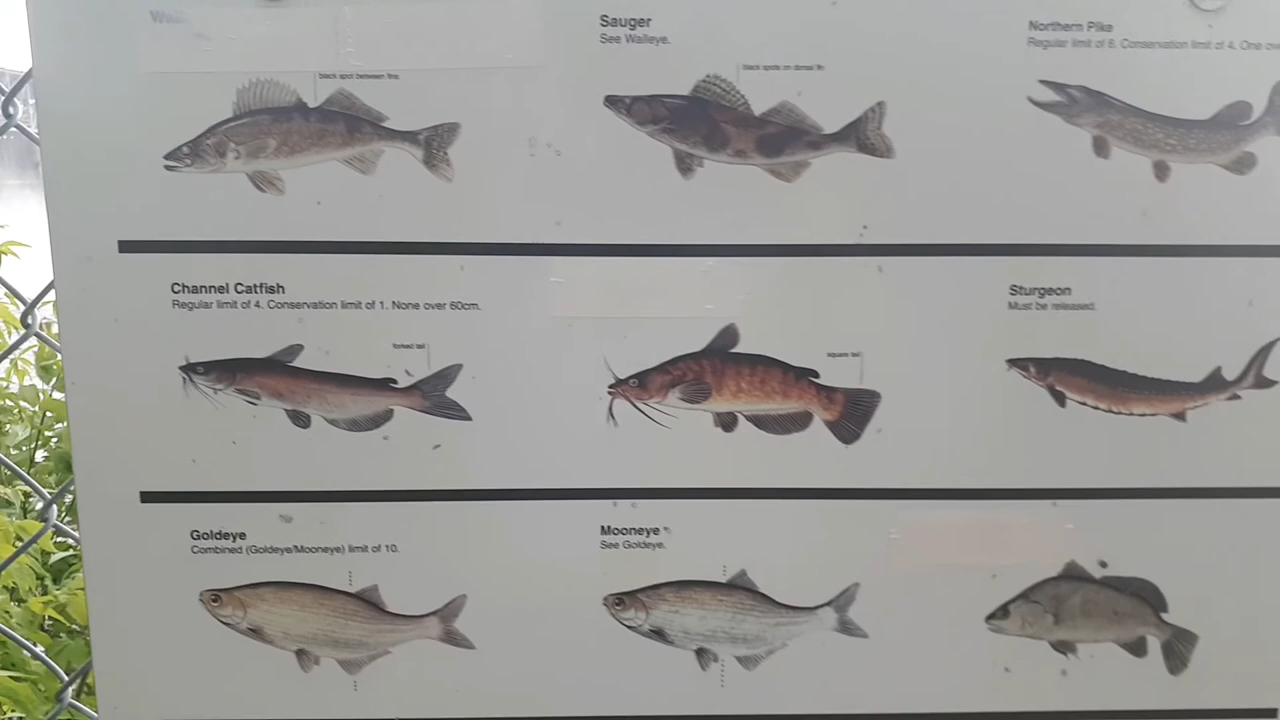 Sauger
See Walleye.
Northern Pike
Regular limit of 6. Conservation limit of 4. One
black spot between fins
black spots on dorsal fin
Channel Catfish
Regular limit of 4. Conservation limit of 1. None over 60cm.
forked tail
square tail
Sturgeon
Must be released.
Goldeye
Combined (Goldeye/Mooneye) limit of 10.
Mooneye
See Goldeye.